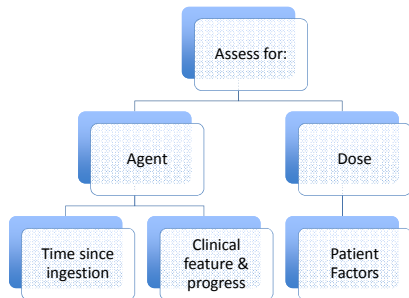 Assess for:
Agent
Dose
Time since
ingestion
Clinical
feature &
progress
Patient
Factors